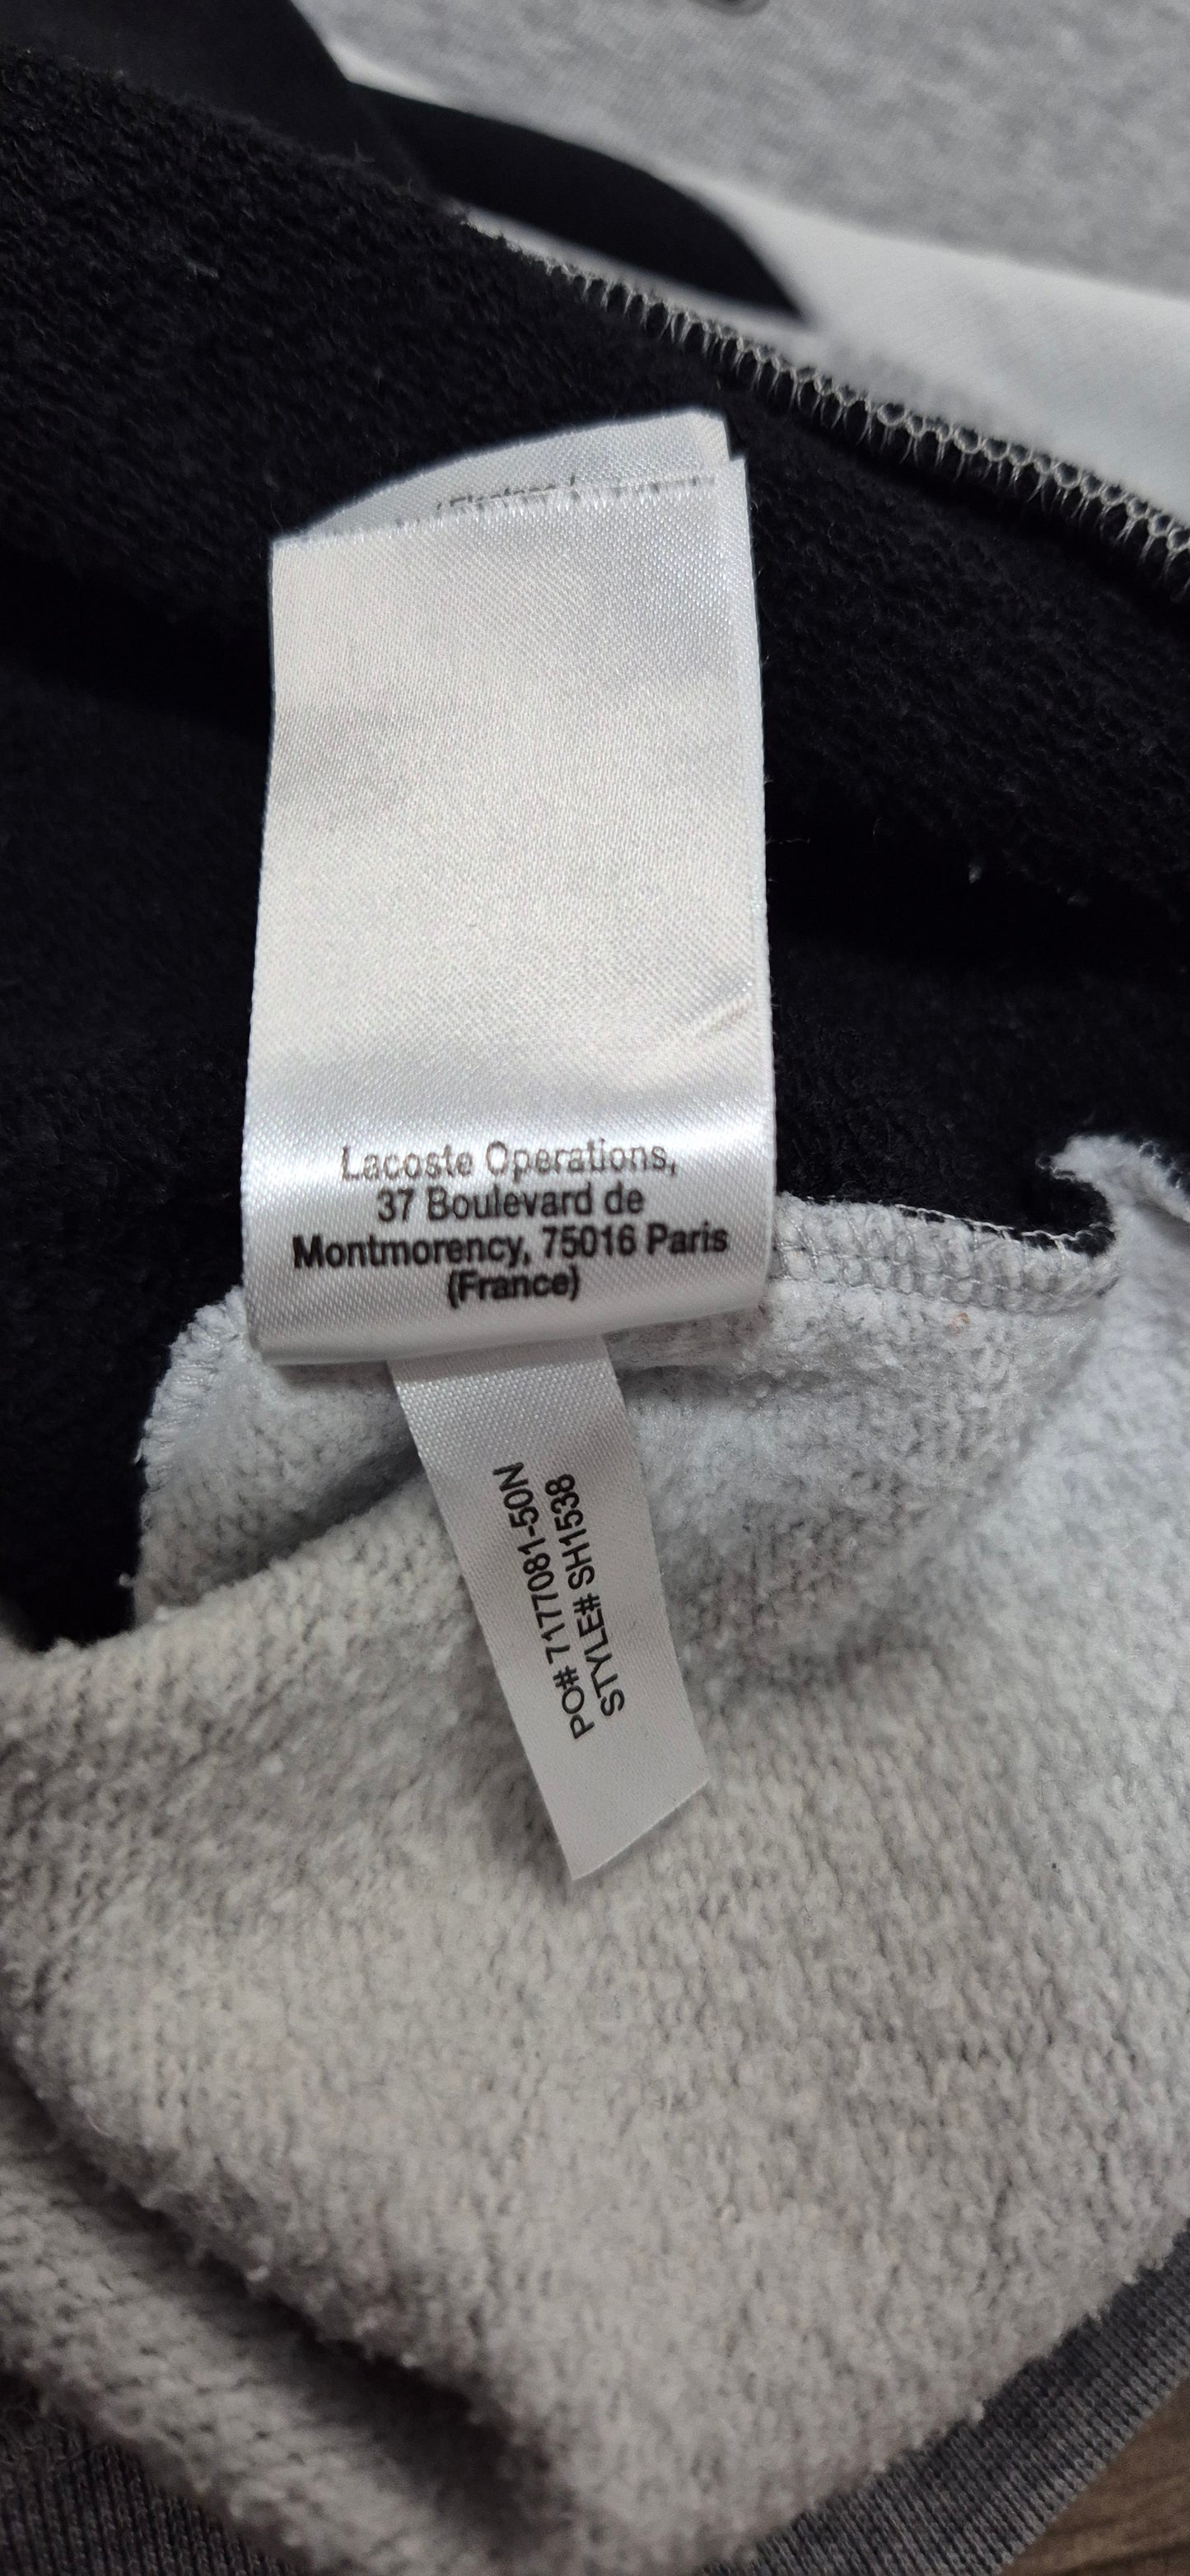 Lacoste Operations,
37 Boulevard de
Montmorency, 75016 Paris
(France)
PO# 7177081-50N
STYLE# SH1538